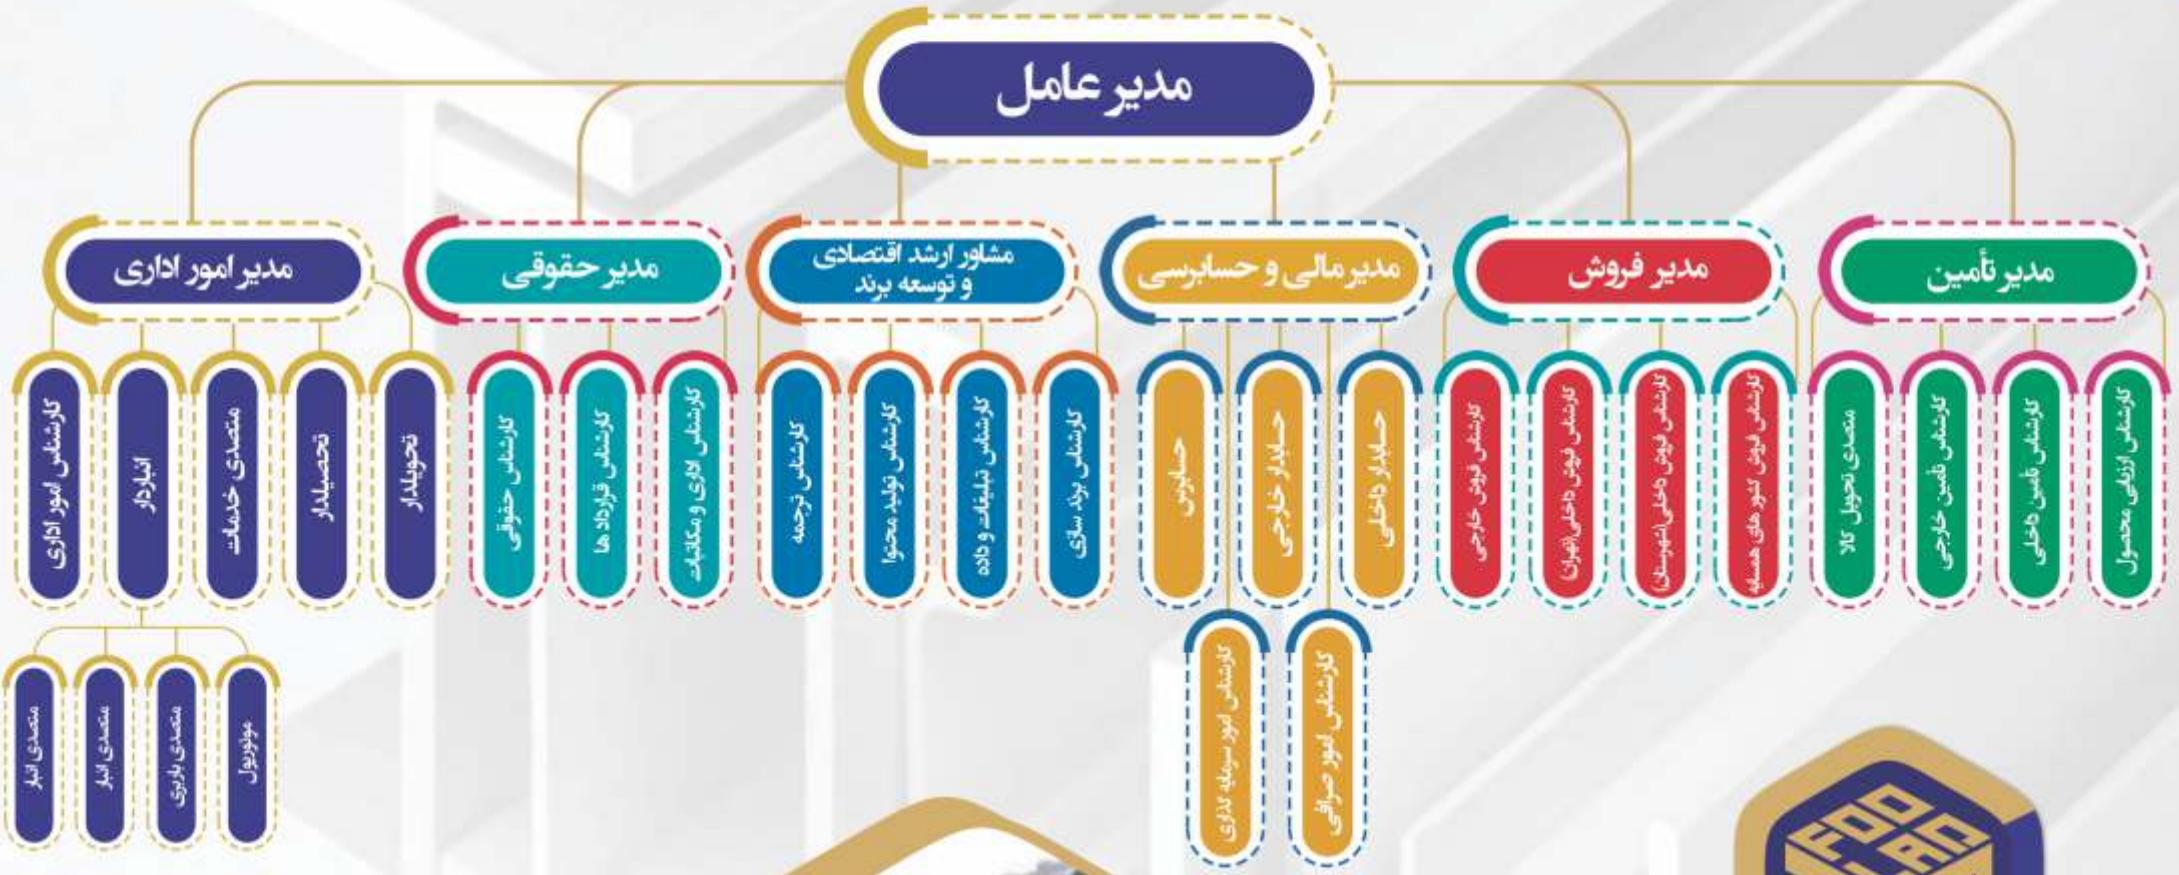 مدیر عامل
مدیر تأمین
مدیر فروش
مدیر مالی و حسابرسی
مشاور ارشد اقتصادی
و توسعه برند
مدیر حقوقی
مدیر امور اداری
کارشناس ارزیابی محصول
کارشناس تأمین داخلی
کارشناس تأمین خارجی
متصدی تحویل کالا
کارشناس فروش کشور های همسایه
کارشناس فروش داخلی(شهرستان)
کارشناس فروش داخلی(تهران)
کارشناس فروش خارجی
حسابدار داخلی
حسابدار خارجی
حسابرس
کارشناس برند سازی
کارشناس تبلیغات و داده
کارشناس تولید محتوا
کارشناس ترجمه
کارشناس اداری و مکاتبات
کارشناس قرارداد ها
کارشناس حقوقی
تحویلدار
تحصیلدار
متصدی خدمات
انباردار
کارشناس امور اداری
کارشناس امور صرافی
کارشناس امور سرمایه گذاری
موتوریول
متصدی باربری
متصدی انبار
متصدی انبار
FOO